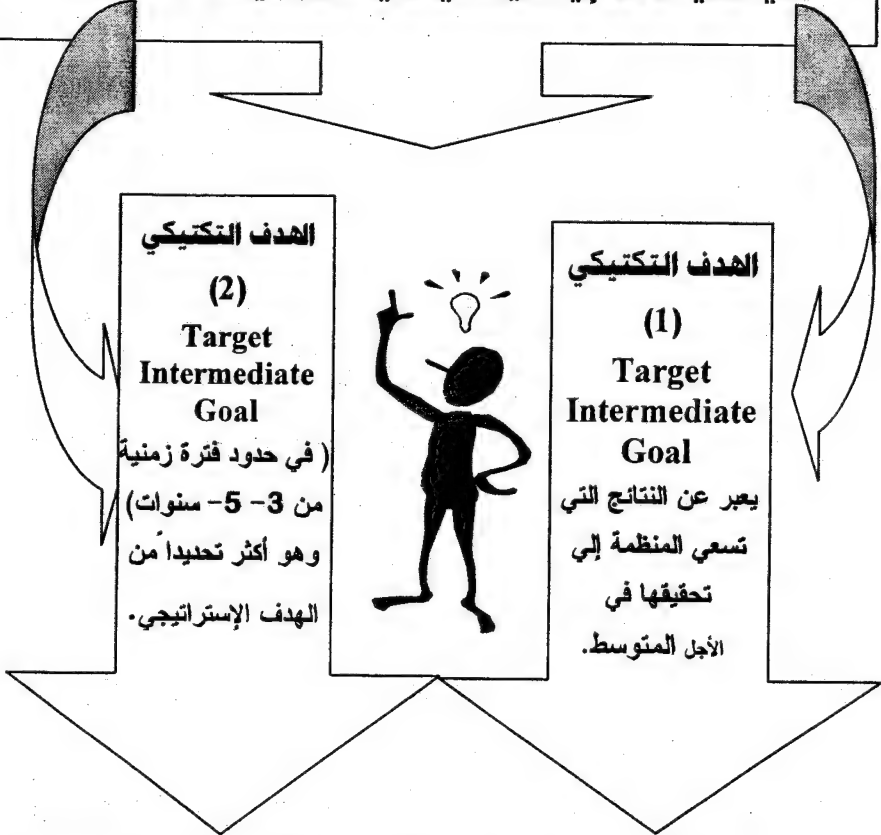 الهدف التكتيكي
(1)
Target
Intermediate
Goal
يعبر عن النتائج التي
تسعي المنظمة إلي
تحقيقها في
الأجل المتوسط.
الهدف التكتيكي
(2)
Target
Intermediate
Goal
( في حدود فترة زمنية
من 3- 5- سنوات)
وهو أكثر تحديداً من
الهدف الإستراتيجي.